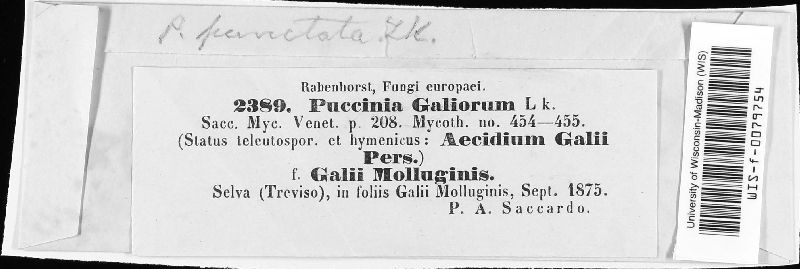 P. punctata. Lk.
Rabenhorst, Fungi europaei.
2389. Puccinia Galiorum Lk.
Sacc. Myc. Venet. p. 208. Mycoth. no. 454—455.
(Status teleutospor. et hymenicus: Aecidium Galii
Pers.)
f. Galii Molluginis.
Selva (Treviso), in foliis Galii Molluginis, Sept. 1875.
P. A. Saccardo.
University of Wisconsin-Madison (WIS)
WIS-f-0079754